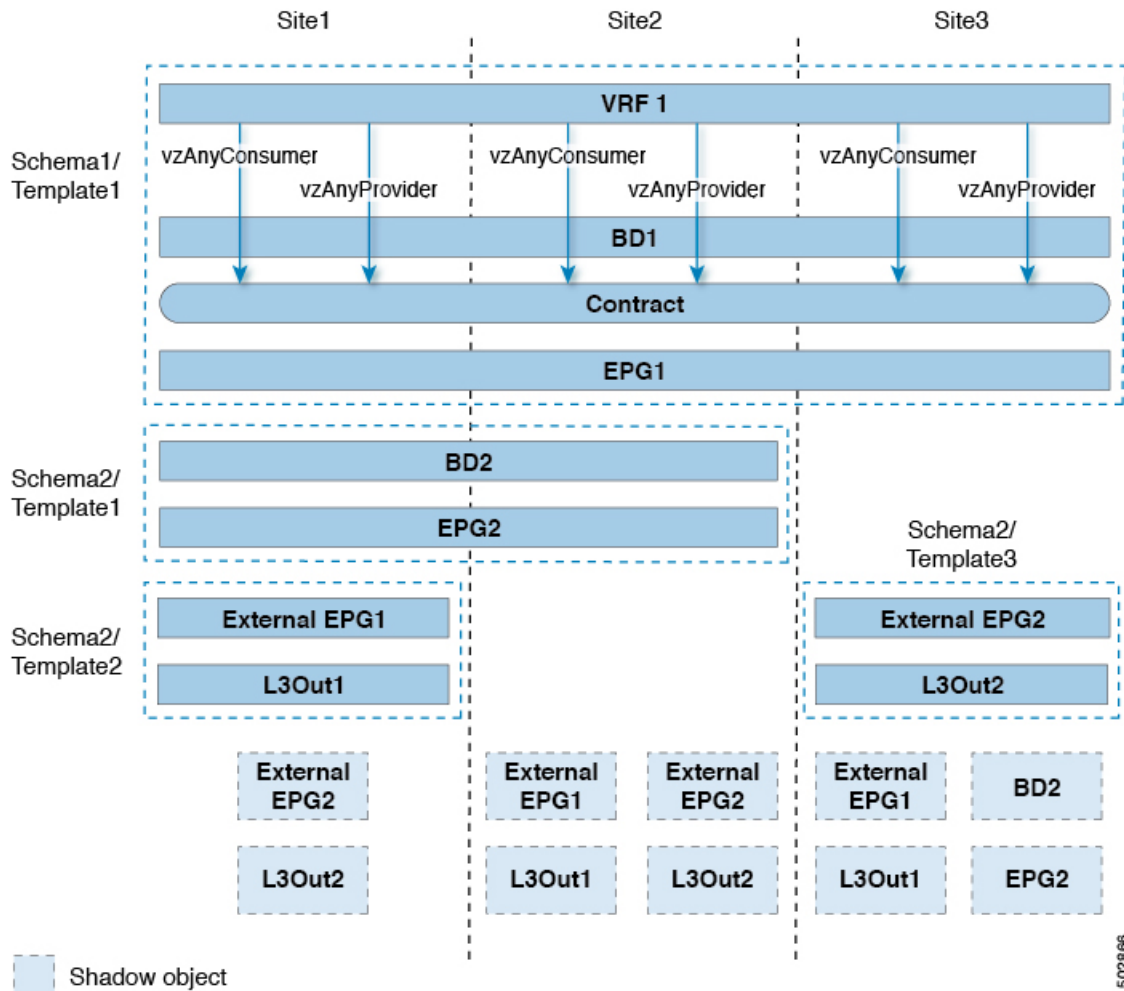 Site1
Site2
Site3
VRF 1
Schema1/
Template1
vzAnyConsumer
vzAnyProvider
vzAnyConsumer
vzAnyProvider
vzAnyConsumer
vzAnyProvider
BD1
Contract
EPG1
Schema2/
Template1
BD2
EPG2
Schema2/
Template3
Schema2/
Template2
External EPG1
L3Out1
External EPG2
L3Out2
External
EPG2
External
EPG1
External
EPG2
External
EPG1
BD2
L3Out2
L3Out1
L3Out2
L3Out1
EPG2
Shadow object
502866